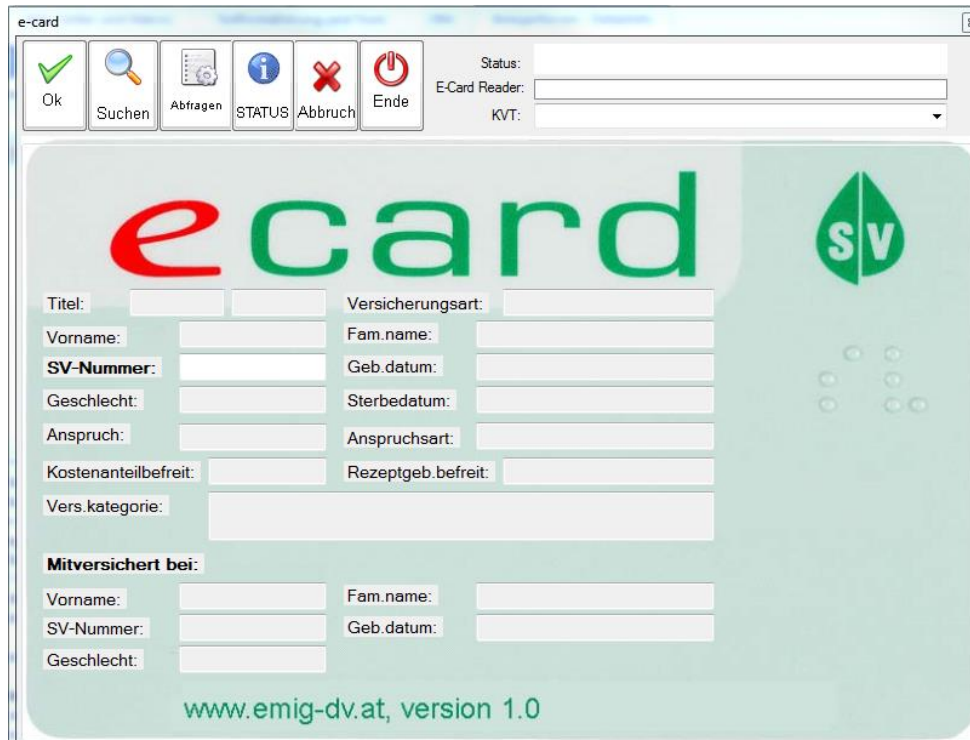 e-card
Ok
Suchen
Abfragen
STATUS
Abbruch
Ende
Status:
E-Card Reader:
KVT:
ecard
SV
Titel:
Versicherungsart:
Vorname:
Fam.name:
SV-Nummer:
Geb.datum:
Geschlecht:
Sterbedatum:
Anspruch:
Anspruchsart:
Kostenanteilbefreit:
Rezeptgeb.befreit:
Vers.kategorie:
Mitversichert bei:
Vorname:
Fam.name:
SV-Nummer:
Geb.datum:
Geschlecht:
www.emig-dv.at, version 1.0